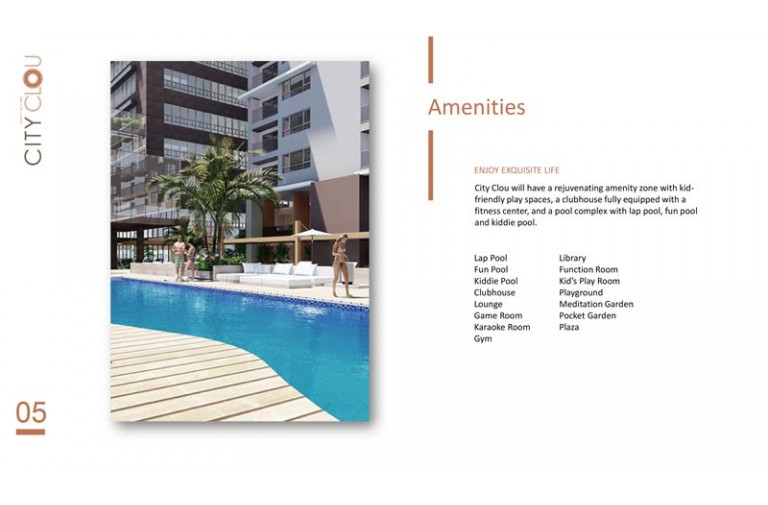 CITY CLOU
Amenities
ENJOY EXQUISITE LIFE
City Clou will have a rejuvenating amenity zone with kid-
friendly play spaces, a clubhouse fully equipped with a
fitness center, and a pool complex with lap pool, fun pool
and kiddie pool.
Lap Pool
Fun Pool
Kiddie Pool
Clubhouse
Lounge
Game Room
Karaoke Room
Gym
Library
Function Room
Kid's Play Room
Playground
Meditation Garden
Pocket Garden
Plaza
05